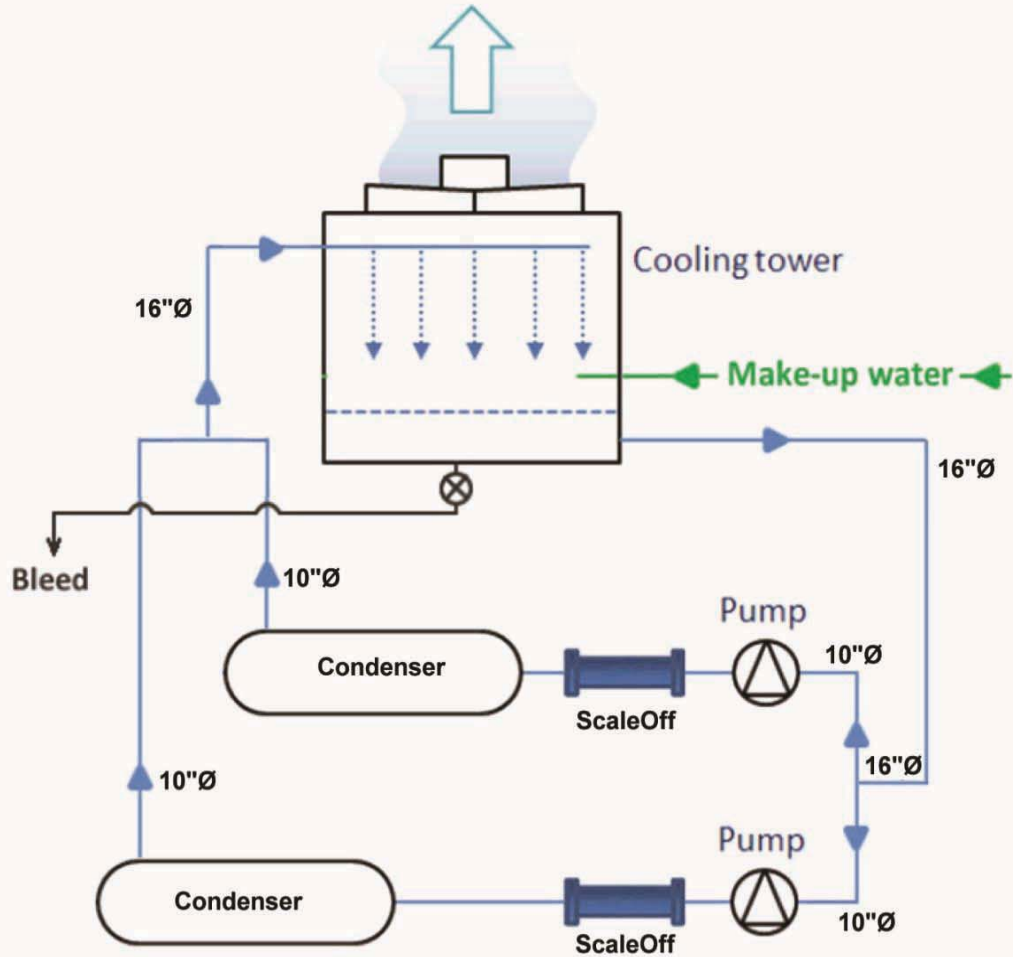 Cooling tower
16"Ø
Make-up water
16"Ø
Bleed
10"Ø
Pump
10"Ø
Condenser
ScaleOff
10"Ø
16"Ø
Pump
Condenser
ScaleOff
10"Ø